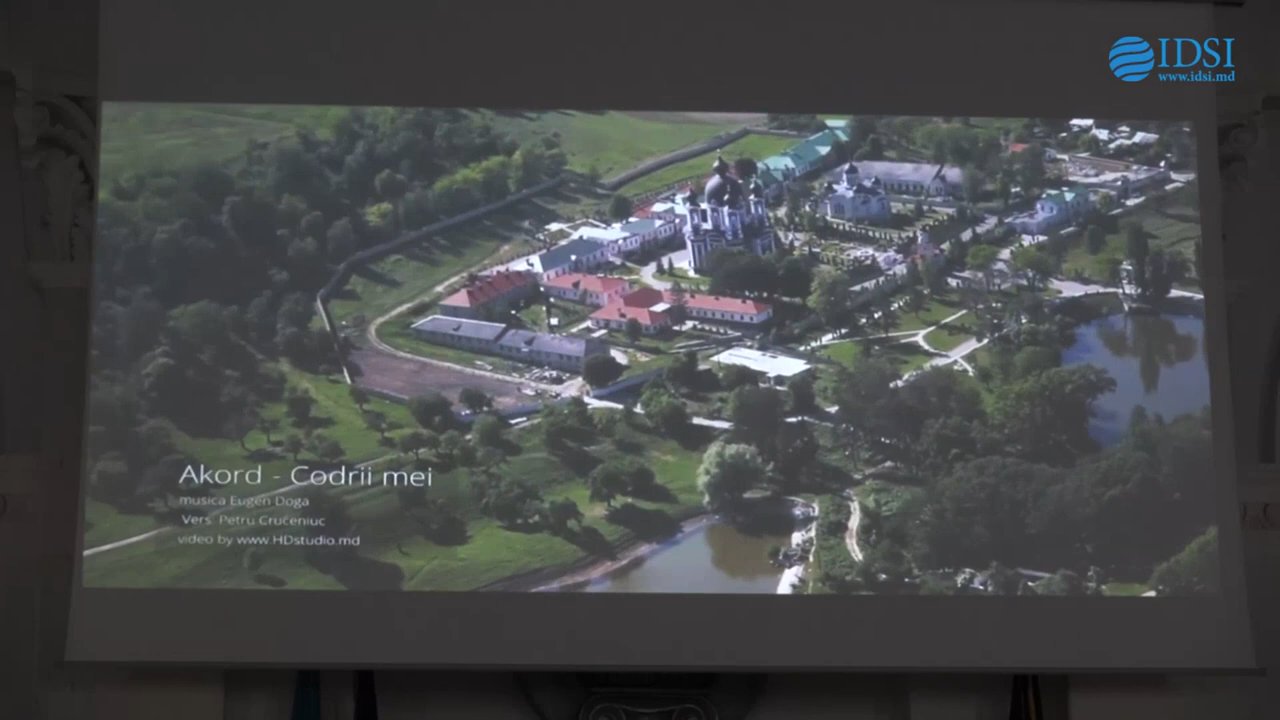 IDSI
www.idsi.md
Akord - Codrii mei
musica Eugen Doga
Vers. Petru Cruceniuc
video by www.HDstudio.md